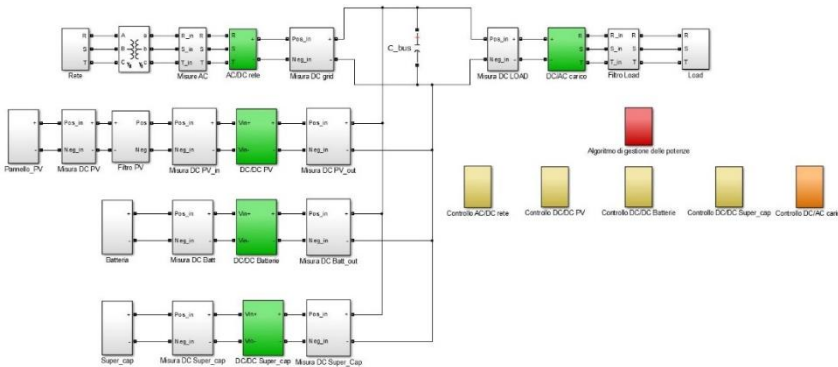 R A a R_in R + Pos_in + Pos_in + + R R_in R R
S B b S_in S S_in S S
T C c T_in T - Neg_in - Neg_in - - T T_in T T
C_bus
Rete Misure AC AC/DC rete Misura DC grid Misura DC LOAD DC/AC carico Filtro Load Load
+ Pos_in + + Pos Pos_in + Vin+ + Pos_in +
- Neg_in - - Neg Neg_in - Vin- - Neg_in -
Pannello_PV Misura DC PV Filtro PV Misura DC PV_in DC/DC PV Misura DC PV_out
Algoritmo di gestione delle potenze
Controllo AC/DC rete Controllo DC/DC PV Controllo DC/DC Batterie Controllo DC/DC Super_cap Controllo DC/AC cari
+ Pos_in + Vin+ + Pos_in +
- Neg_in - Vin- - Neg_in -
Batteria Misura DC Batt DC/DC Batterie Misura DC Batt_out
+ Pos_in + Vin+ + Pos_in +
- Neg_in - Vin- - Neg_in -
Super_cap Misura DC Super_cap DC/DC Super_cap Misura DC Super_Cap